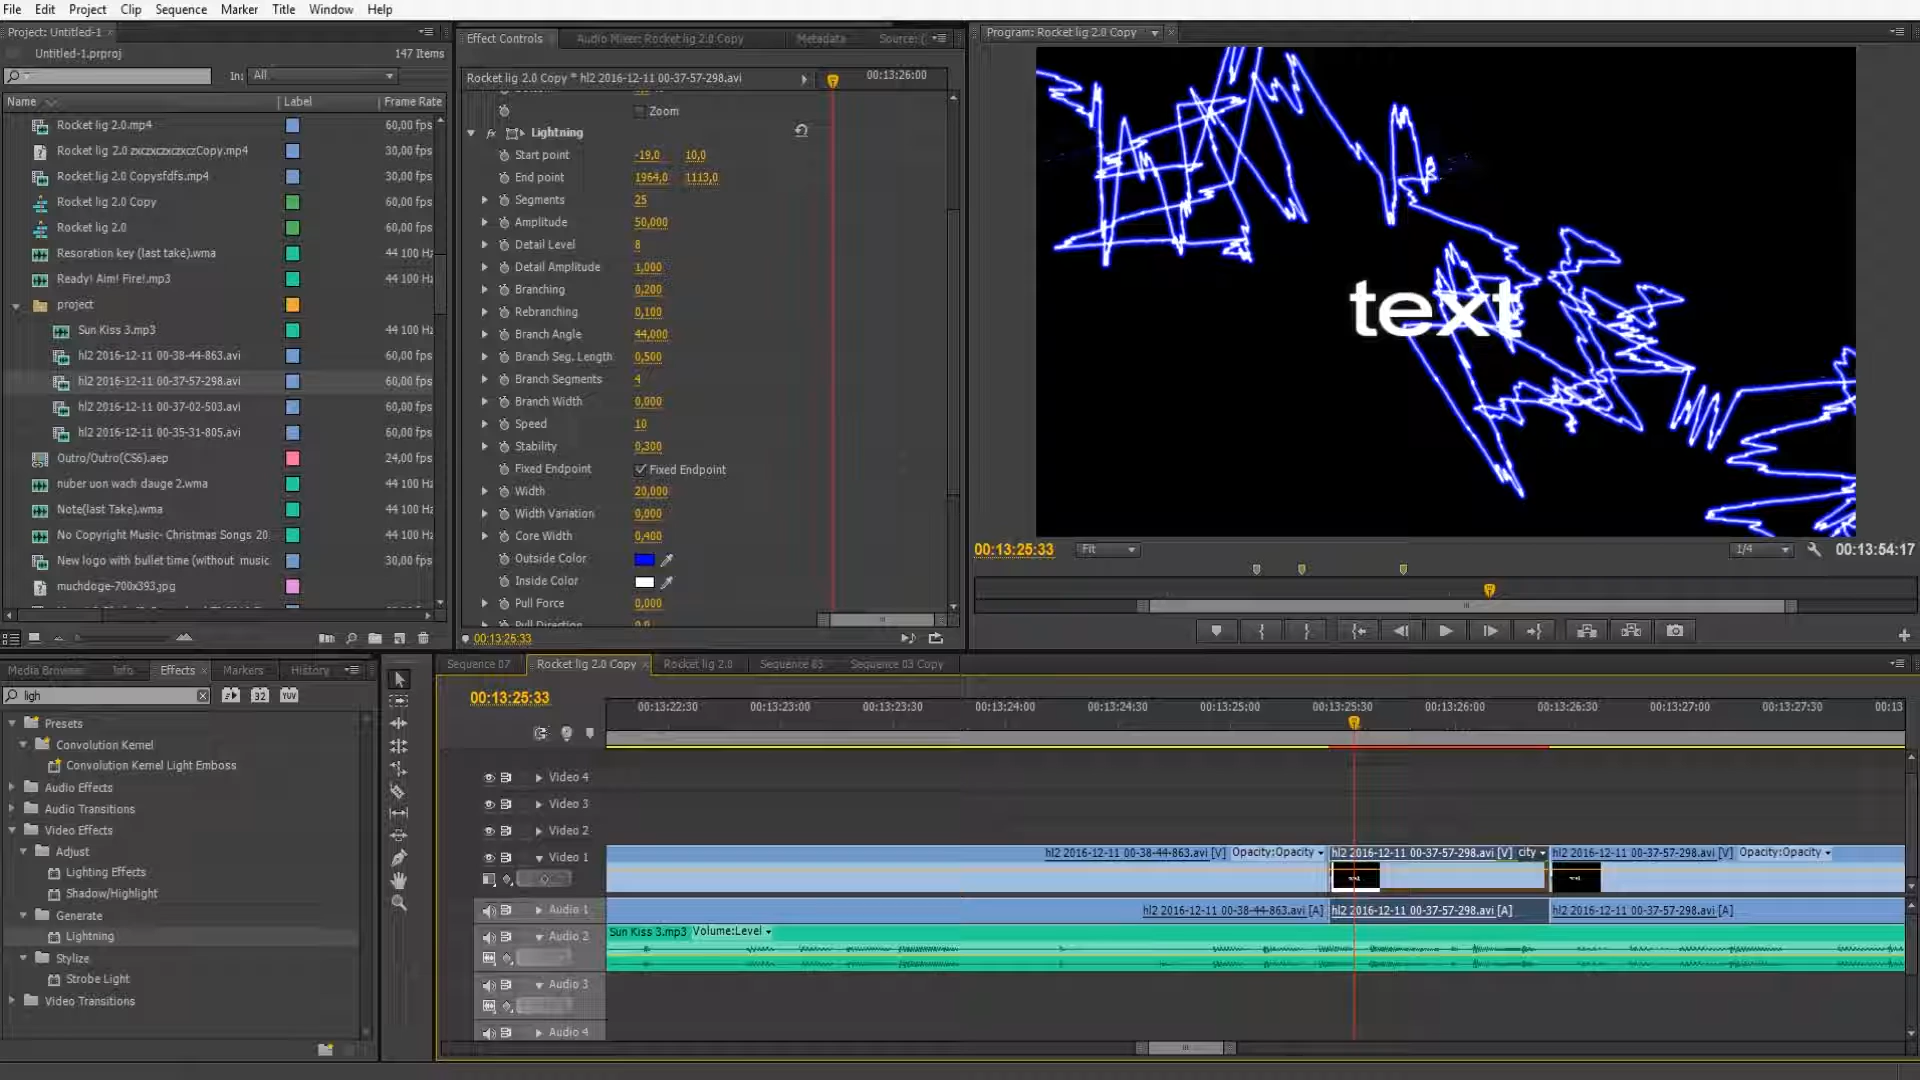 File Edit Project Clip Sequence Marker Title Window Help
Project: Untitled-1
Untitled-1.prproj 147 Items
In: All
Name Label Frame Rate
Rocket lig 2.0.mp4 60,00 fps
Rocket lig 2.0 zxczxczxczxczCopy.mp4 30,00 fps
Rocket lig 2.0 Copysfdfs.mp4 30,00 fps
Rocket lig 2.0 Copy 60,00 fps
Rocket lig 2.0 60,00 fps
Resoration key (last take).wma 44 100 Hz
Ready! Aim! Fire!.mp3 44 100 Hz
project
Sun Kiss 3.mp3 44 100 Hz
hl2 2016-12-11 00-38-44-863.avi 60,00 fps
hl2 2016-12-11 00-37-57-298.avi 60,00 fps
hl2 2016-12-11 00-37-02-503.avi 60,00 fps
hl2 2016-12-11 00-35-31-805.avi 60,00 fps
Outro/Outro(CS6).aep 24,00 fps
nuber uon wach dauge 2.wma 44 100 Hz
Note(last Take).wma 44 100 Hz
No Copyright Music- Christmas Songs 20 44 100 Hz
New logo with bullet time (without music 30,00 fps
muchdoge-700x393.jpg
Effect Controls Audio Mixer: Rocket lig 2.0 Copy Metadata Source: (
Rocket lig 2.0 Copy * hl2 2016-12-11 00-37-57-298.avi 00:13:26:00
Zoom
fx Lightning
Start point -19,0 10,0
End point 1964,0 1113,0
Segments 25
Amplitude 50,000
Detail Level 8
Detail Amplitude 1,000
Branching 0,200
Rebranching 0,100
Branch Angle 44,000
Branch Seg. Length 0,500
Branch Segments 4
Branch Width 0,000
Speed 10
Stability 0,300
Fixed Endpoint Fixed Endpoint
Width 20,000
Width Variation 0,000
Core Width 0,400
Outside Color
Inside Color
Pull Force 0,000
Pull Direction 0,0
00:13:25:33
Program: Rocket lig 2.0 Copy
text
00:13:25:33 Fit 1/4 00:13:54:17
Media Browse Info Effects Markers History
ligh 32 YUV
Presets
Convolution Kernel
Convolution Kernel Light Emboss
Audio Effects
Audio Transitions
Video Effects
Adjust
Lighting Effects
Shadow/Highlight
Generate
Lightning
Stylize
Strobe Light
Video Transitions
Sequence 07 Rocket lig 2.0 Copy Rocket lig 2.0 Sequence 03 Sequence 03 Copy
00:13:25:33
00:13:22:30 00:13:23:00 00:13:23:30 00:13:24:00 00:13:24:30 00:13:25:00 00:13:25:30 00:13:26:00 00:13:26:30 00:13:27:00 00:13:27:30 00:13
Video 4
Video 3
Video 2
Video 1 hl2 2016-12-11 00-38-44-863.avi [V] Opacity:Opacity hl2 2016-12-11 00-37-57-298.avi [V] city hl2 2016-12-11 00-37-57-298.avi [V] Opacity:Opacity
Audio 1 hl2 2016-12-11 00-38-44-863.avi [A] hl2 2016-12-11 00-37-57-298.avi [A] hl2 2016-12-11 00-37-57-298.avi [A]
Sun Kiss 3.mp3 Volume:Level
Audio 2
Audio 3
Audio 4